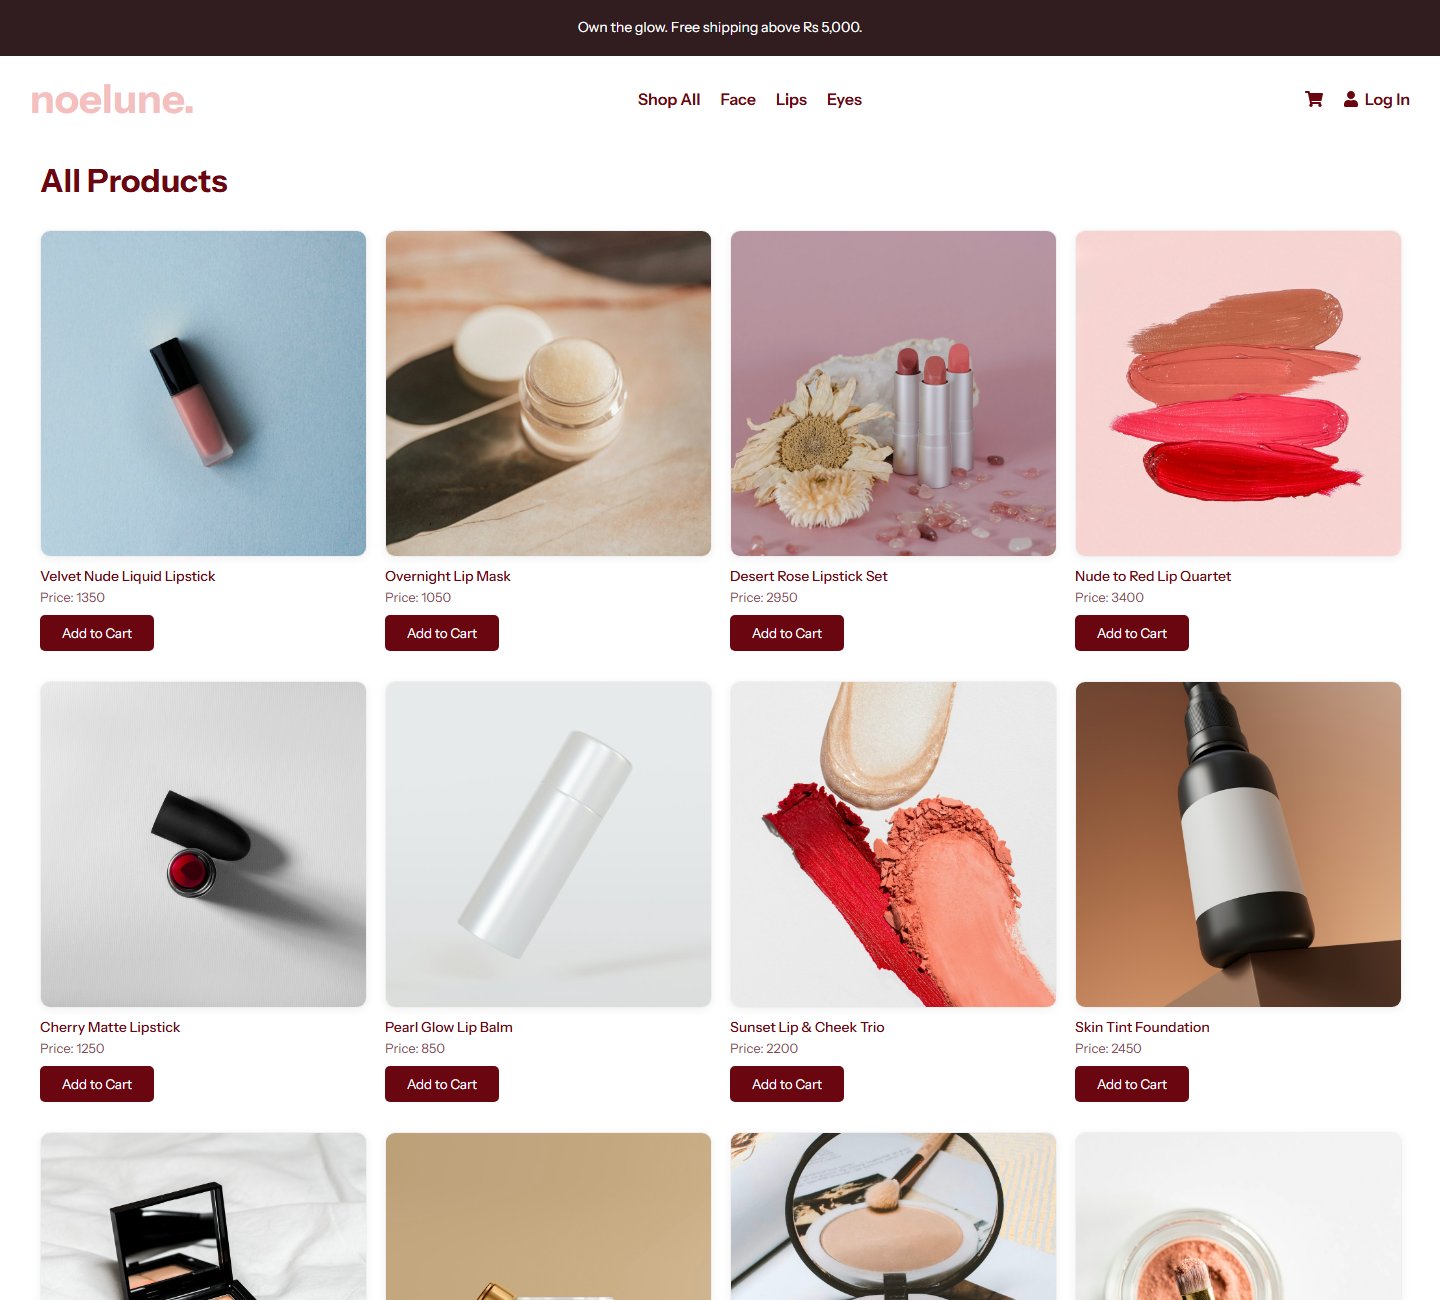 Own the glow. Free shipping above Rs 5,000.
noelune.
Shop All Face Lips Eyes
Log In
All Products
Velvet Nude Liquid Lipstick
Price: 1350
Add to Cart
Overnight Lip Mask
Price: 1050
Add to Cart
Desert Rose Lipstick Set
Price: 2950
Add to Cart
Nude to Red Lip Quartet
Price: 3400
Add to Cart
Cherry Matte Lipstick
Price: 1250
Add to Cart
Pearl Glow Lip Balm
Price: 850
Add to Cart
Sunset Lip & Cheek Trio
Price: 2200
Add to Cart
Skin Tint Foundation
Price: 2450
Add to Cart